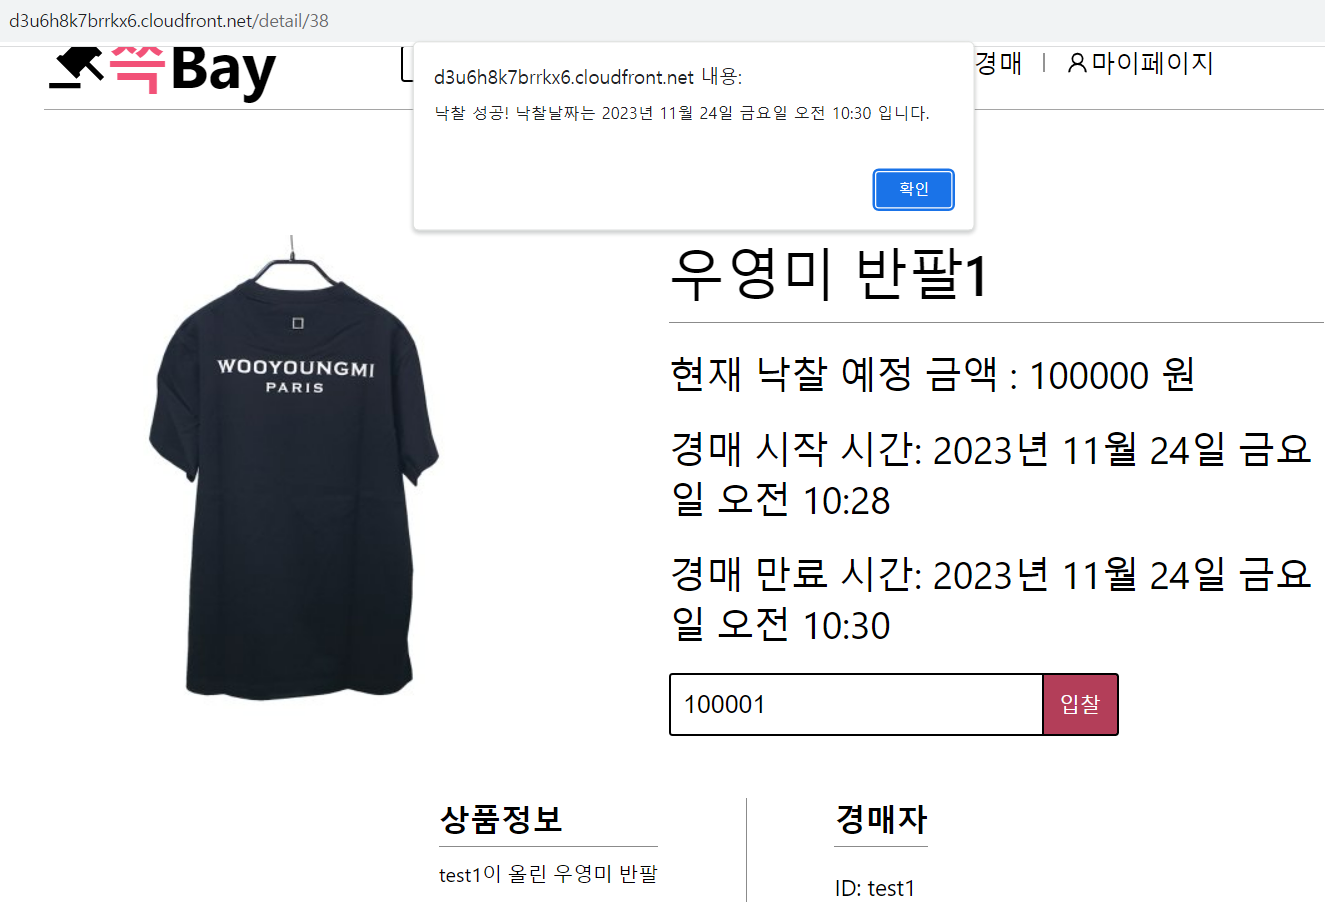 d3u6h8k7brrkx6.cloudfront.net/detail/38
쓱Bay
경매
마이페이지
d3u6h8k7brrkx6.cloudfront.net 내용:
낙찰 성공! 낙찰날짜는 2023년 11월 24일 금요일 오전 10:30 입니다.
확인
WOOYOUNGMI
PARIS
우영미 반팔1
현재 낙찰 예정 금액 : 100000 원
경매 시작 시간: 2023년 11월 24일 금요
일 오전 10:28
경매 만료 시간: 2023년 11월 24일 금요
일 오전 10:30
100001
입찰
상품정보
test1이 올린 우영미 반팔
경매자
ID: test1